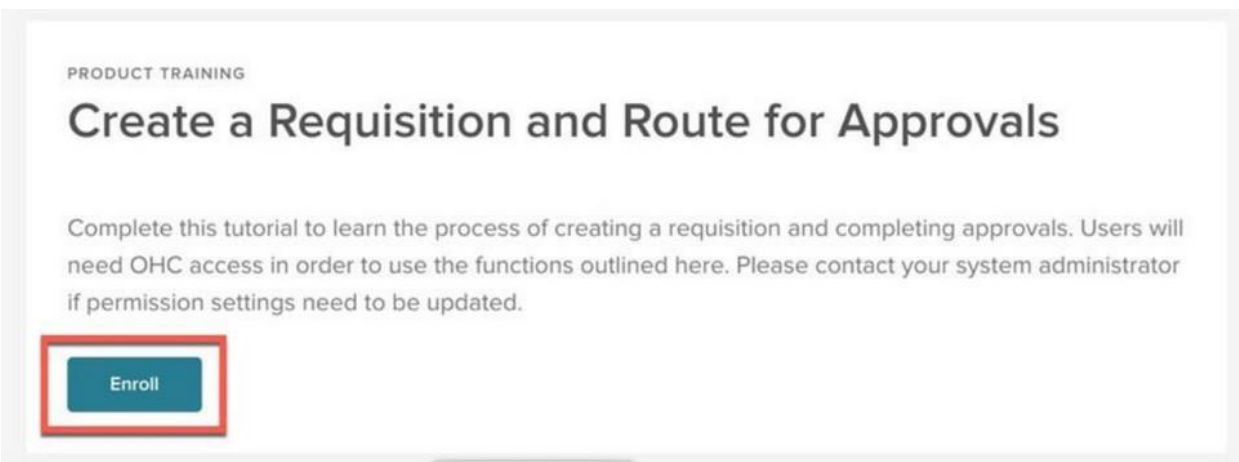 PRODUCT TRAINING
Create a Requisition and Route for Approvals
Complete this tutorial to learn the process of creating a requisition and completing approvals. Users will
need OHC access in order to use the functions outlined here. Please contact your system administrator
if permission settings need to be updated.
Enroll